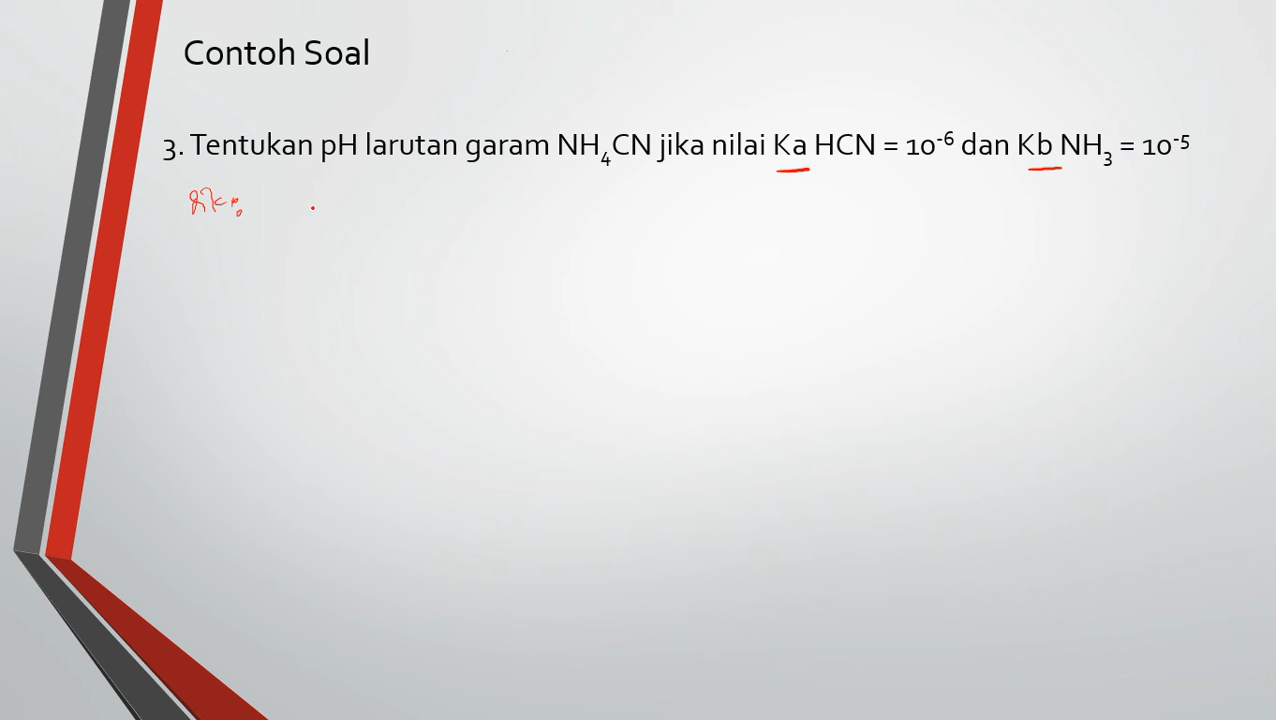 Contoh Soal
3. Tentukan pH larutan garam NH₄CN jika nilai Ka HCN = 10⁻⁶ dan Kb NH₃ = 10⁻⁵